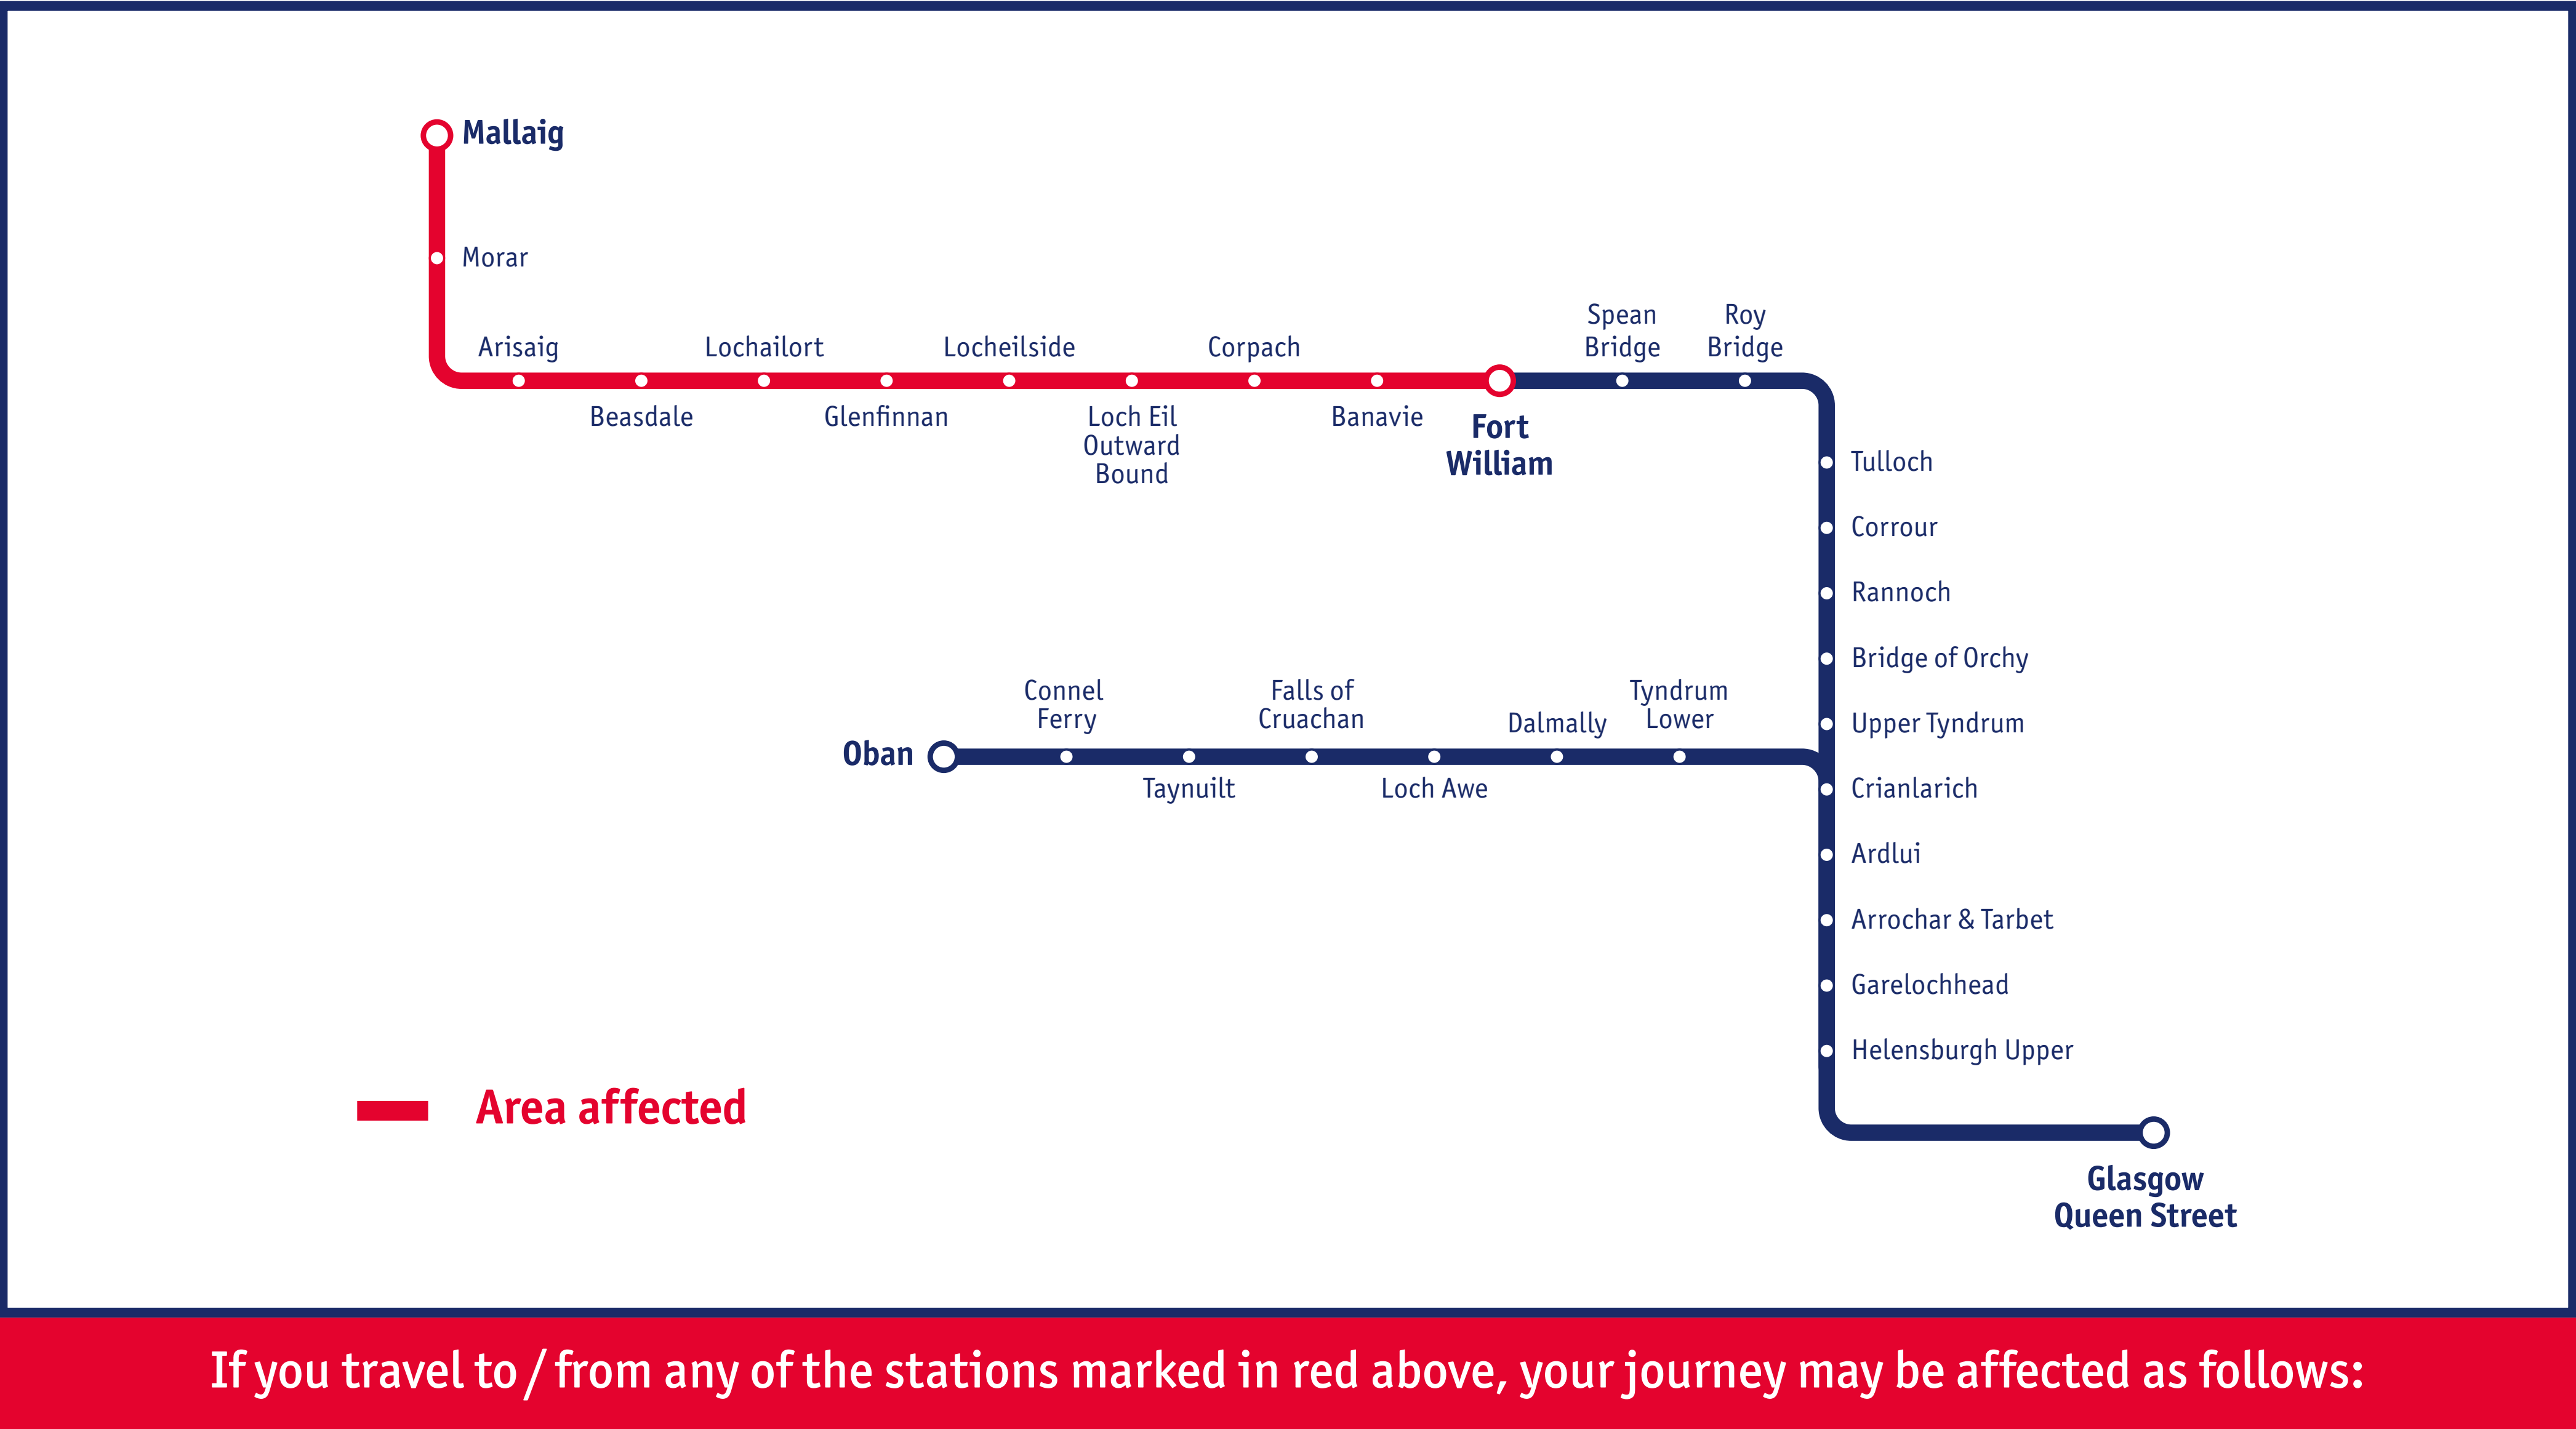 Mallaig
Morar
Arisaig
Beasdale
Lochailort
Glenfinnan
Locheilside
Loch Eil
Outward
Bound
Corpach
Banavie
Fort
William
Spean
Bridge
Roy
Bridge
Tulloch
Corrour
Rannoch
Bridge of Orchy
Upper Tyndrum
Crianlarich
Ardlui
Arrochar & Tarbet
Garelochhead
Helensburgh Upper
Glasgow
Queen Street
Oban
Connel
Ferry
Taynuilt
Falls of
Cruachan
Loch Awe
Dalmally
Tyndrum
Lower
Area affected
If you travel to/from any of the stations marked in red above, your journey may be affected as follows: